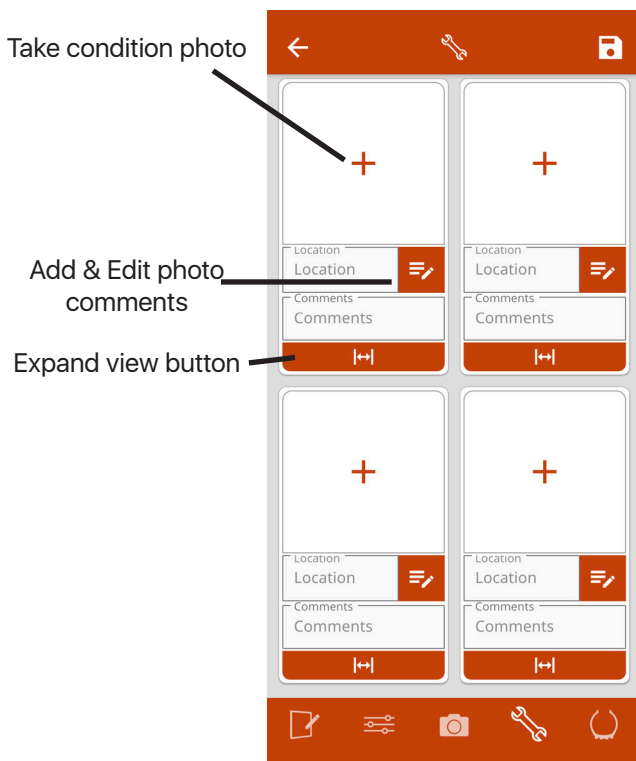 Take condition photo
Location
Location
Location
Location
Add & Edit photo
comments
Comments
Comments
Comments
Comments
Expand view button
Location
Location
Location
Location
Comments
Comments
Comments
Comments